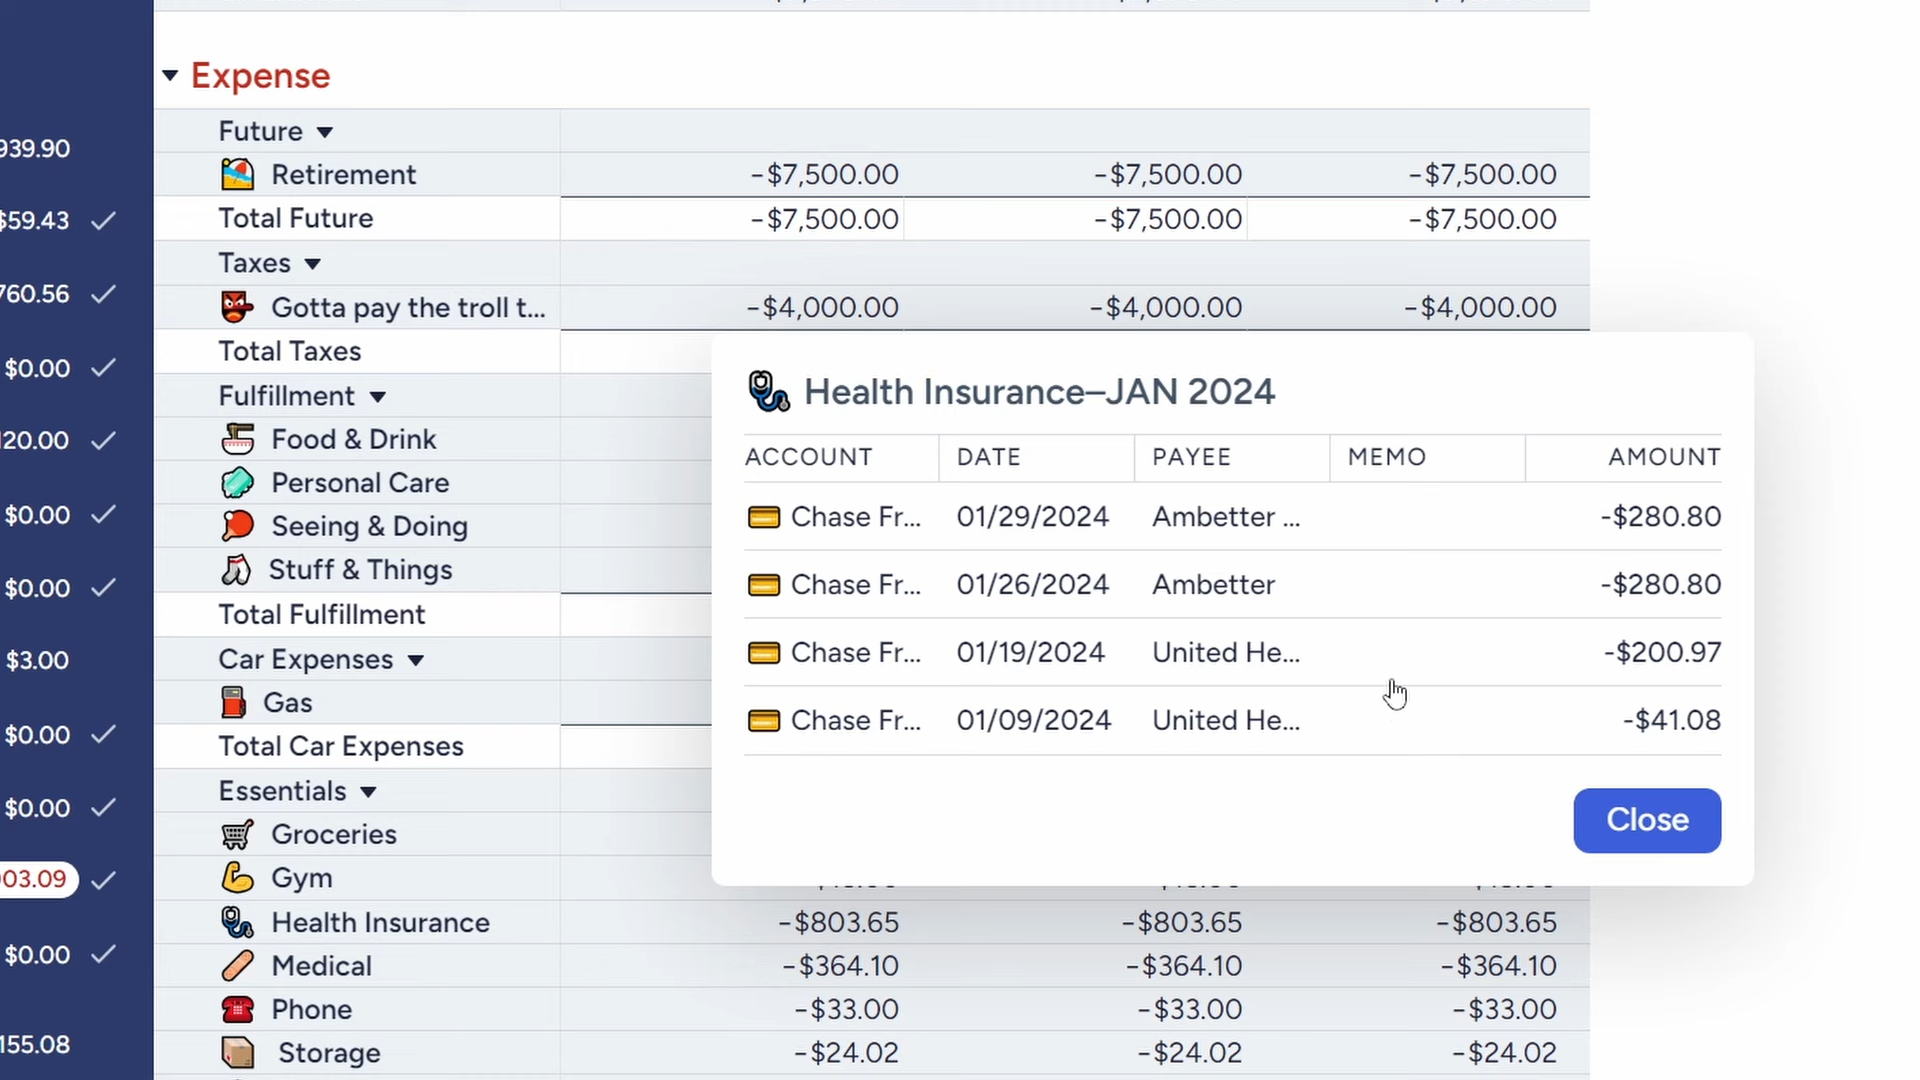 Expense
Future
Retirement -$7,500.00 -$7,500.00 -$7,500.00
Total Future -$7,500.00 -$7,500.00 -$7,500.00
Taxes
Gotta pay the troll t... -$4,000.00 -$4,000.00 -$4,000.00
Total Taxes
Fulfillment
Food & Drink
Personal Care
Seeing & Doing
Stuff & Things
Total Fulfillment
Car Expenses
Gas
Total Car Expenses
Essentials
Groceries
Gym
Health Insurance -$803.65 -$803.65 -$803.65
Medical -$364.10 -$364.10 -$364.10
Phone -$33.00 -$33.00 -$33.00
Storage -$24.02 -$24.02 -$24.02
939.90
$59.43
760.56
$0.00
120.00
$0.00
$0.00
$3.00
$0.00
$0.00
03.09
$0.00
155.08
Health Insurance–JAN 2024
ACCOUNT DATE PAYEE MEMO AMOUNT
Chase Fr... 01/29/2024 Ambetter ... -$280.80
Chase Fr... 01/26/2024 Ambetter -$280.80
Chase Fr... 01/19/2024 United He... -$200.97
Chase Fr... 01/09/2024 United He... -$41.08
Close